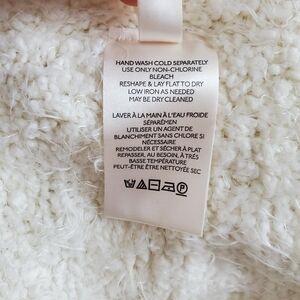 HAND WASH COLD SEPARATELY
USE ONLY NON-CHLORINE
BLEACH
RESHAPE & LAY FLAT TO DRY
LOW IRON AS NEEDED
MAY BE DRY CLEANED
LAVER À LA MAIN À L'EAU FROIDE
SÉPARÉMEN
UTILISER UN AGENT DE
BLANCHIMENT SANS CHLORE SI
NÉCESSAIRE
REMODELER ET SÉCHER À PLAT
REPASSER, AU BESOIN, À TRÈS
BASSE TEMPÉRATURE
PEUT-ÊTRE ÊTRE NETTOYÉE SEC
P